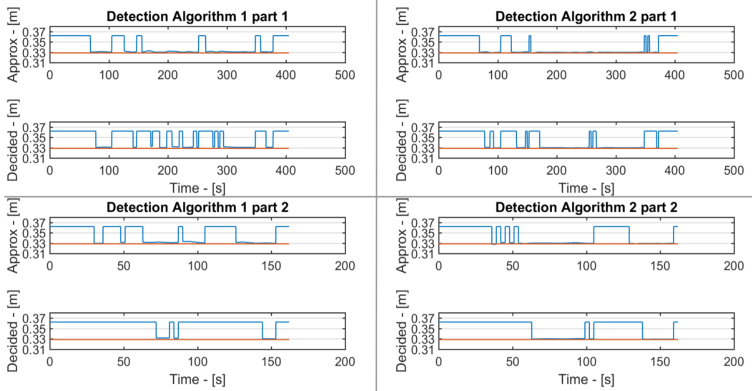 Detection Algorithm 1 part 1
Approx - [m]
0.37
0.35
0.33
0.31
0 100 200 300 400 500
Decided - [m]
0.37
0.35
0.33
0.31
0 100 200 300 400 500
Time - [s]
Detection Algorithm 2 part 1
Approx - [m]
0.37
0.35
0.33
0.31
0 100 200 300 400 500
Decided - [m]
0.37
0.35
0.33
0.31
0 100 200 300 400 500
Time - [s]
Detection Algorithm 1 part 2
Approx - [m]
0.37
0.35
0.33
0.31
0 50 100 150 200
Decided - [m]
0.37
0.35
0.33
0.31
0 50 100 150 200
Time - [s]
Detection Algorithm 2 part 2
Approx - [m]
0.37
0.35
0.33
0.31
0 50 100 150 200
Decided - [m]
0.37
0.35
0.33
0.31
0 50 100 150 200
Time - [s]